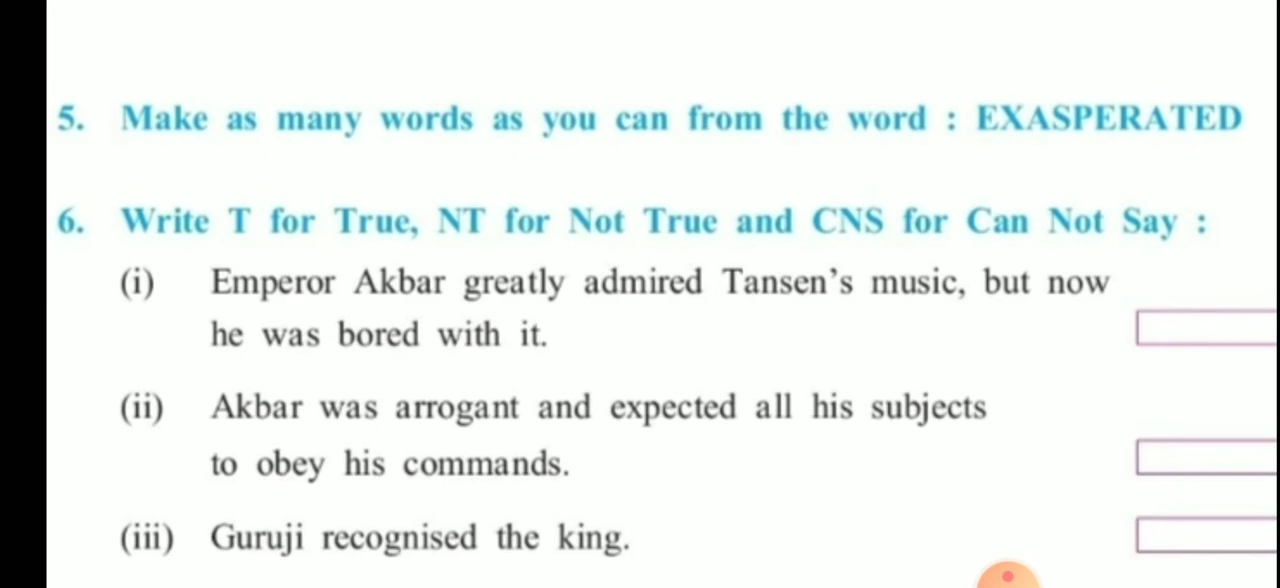 5. Make as many words as you can from the word : EXASPERATED
6. Write T for True, NT for Not True and CNS for Can Not Say :
(i) Emperor Akbar greatly admired Tansen's music, but now
he was bored with it.
(ii) Akbar was arrogant and expected all his subjects
to obey his commands.
(iii) Guruji recognised the king.